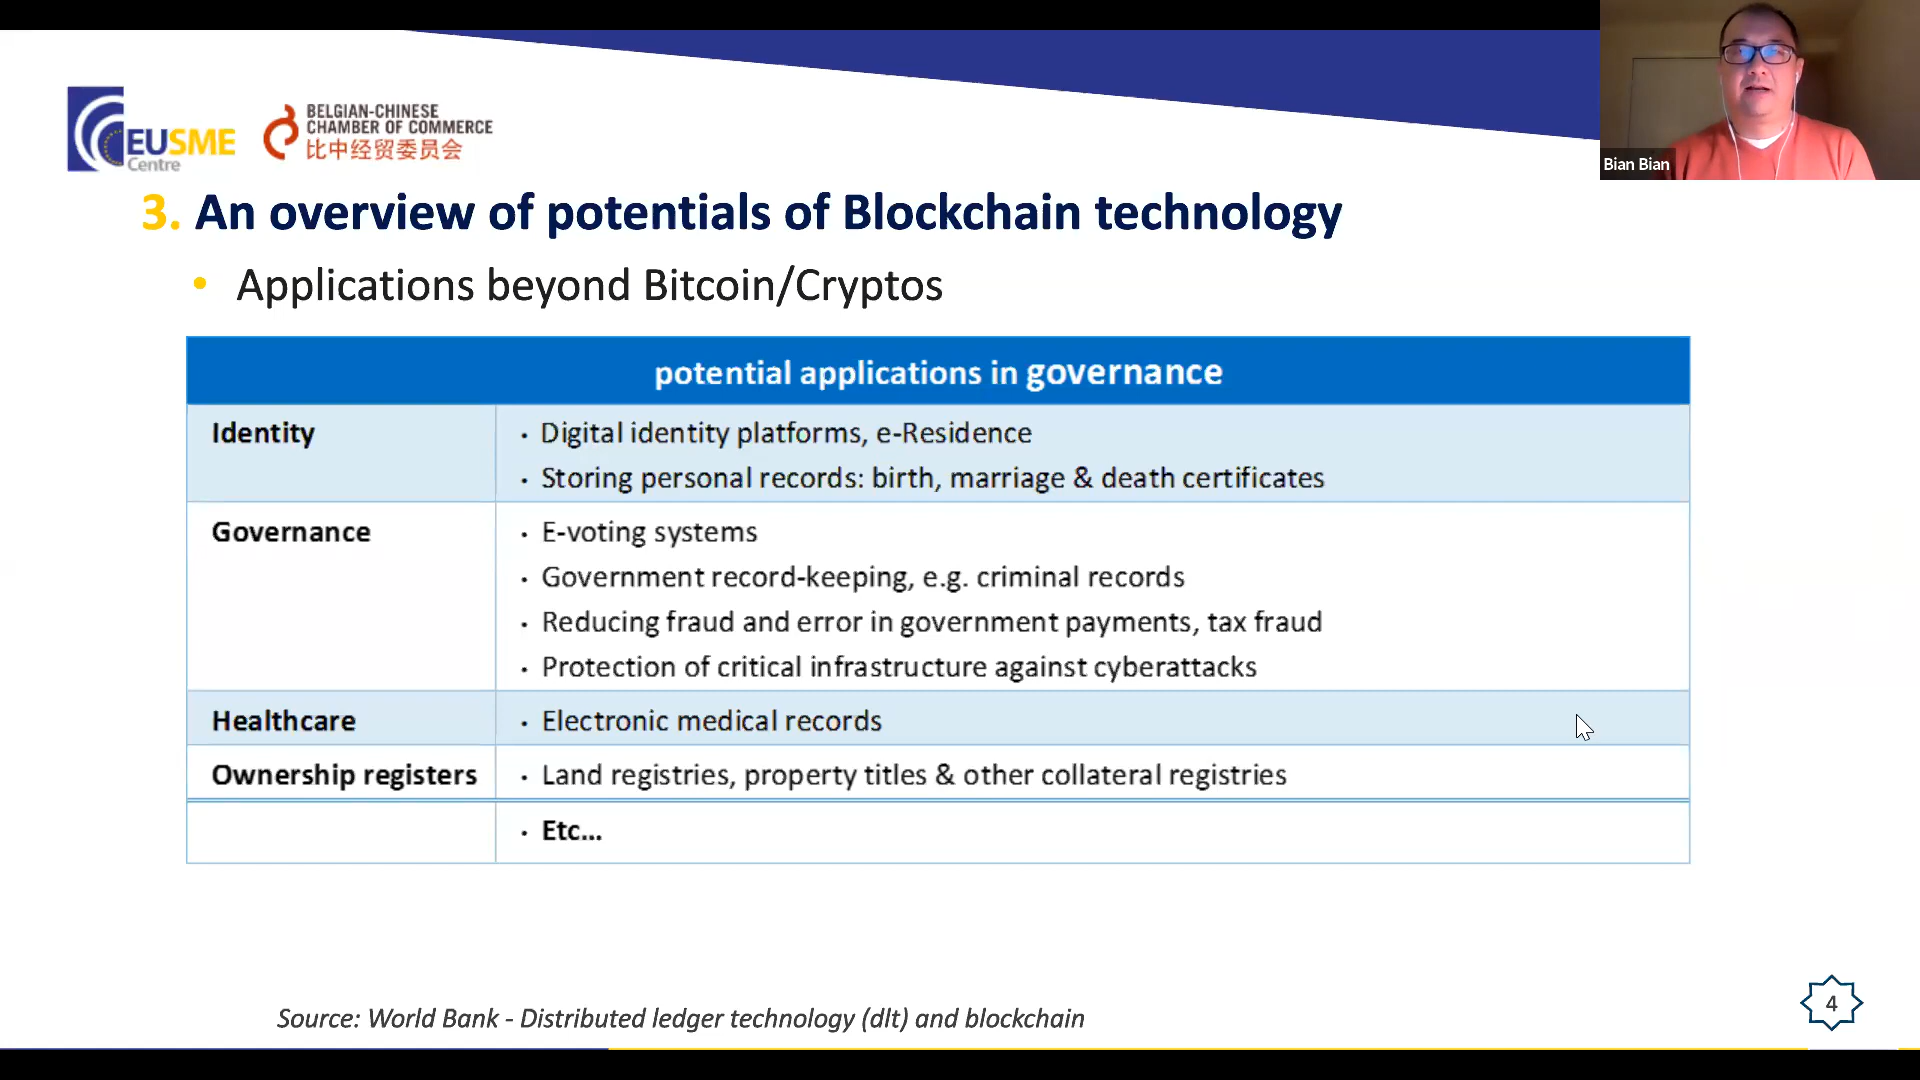 EUSME
Centre
BELGIAN-CHINESE
CHAMBER OF COMMERCE
比中经贸委员会
Bian Bian
3. An overview of potentials of Blockchain technology
• Applications beyond Bitcoin/Cryptos
potential applications in governance
Identity
• Digital identity platforms, e-Residence
• Storing personal records: birth, marriage & death certificates
Governance
• E-voting systems
• Government record-keeping, e.g. criminal records
• Reducing fraud and error in government payments, tax fraud
• Protection of critical infrastructure against cyberattacks
Healthcare
• Electronic medical records
Ownership registers
• Land registries, property titles & other collateral registries
• Etc...
Source: World Bank - Distributed ledger technology (dlt) and blockchain
4